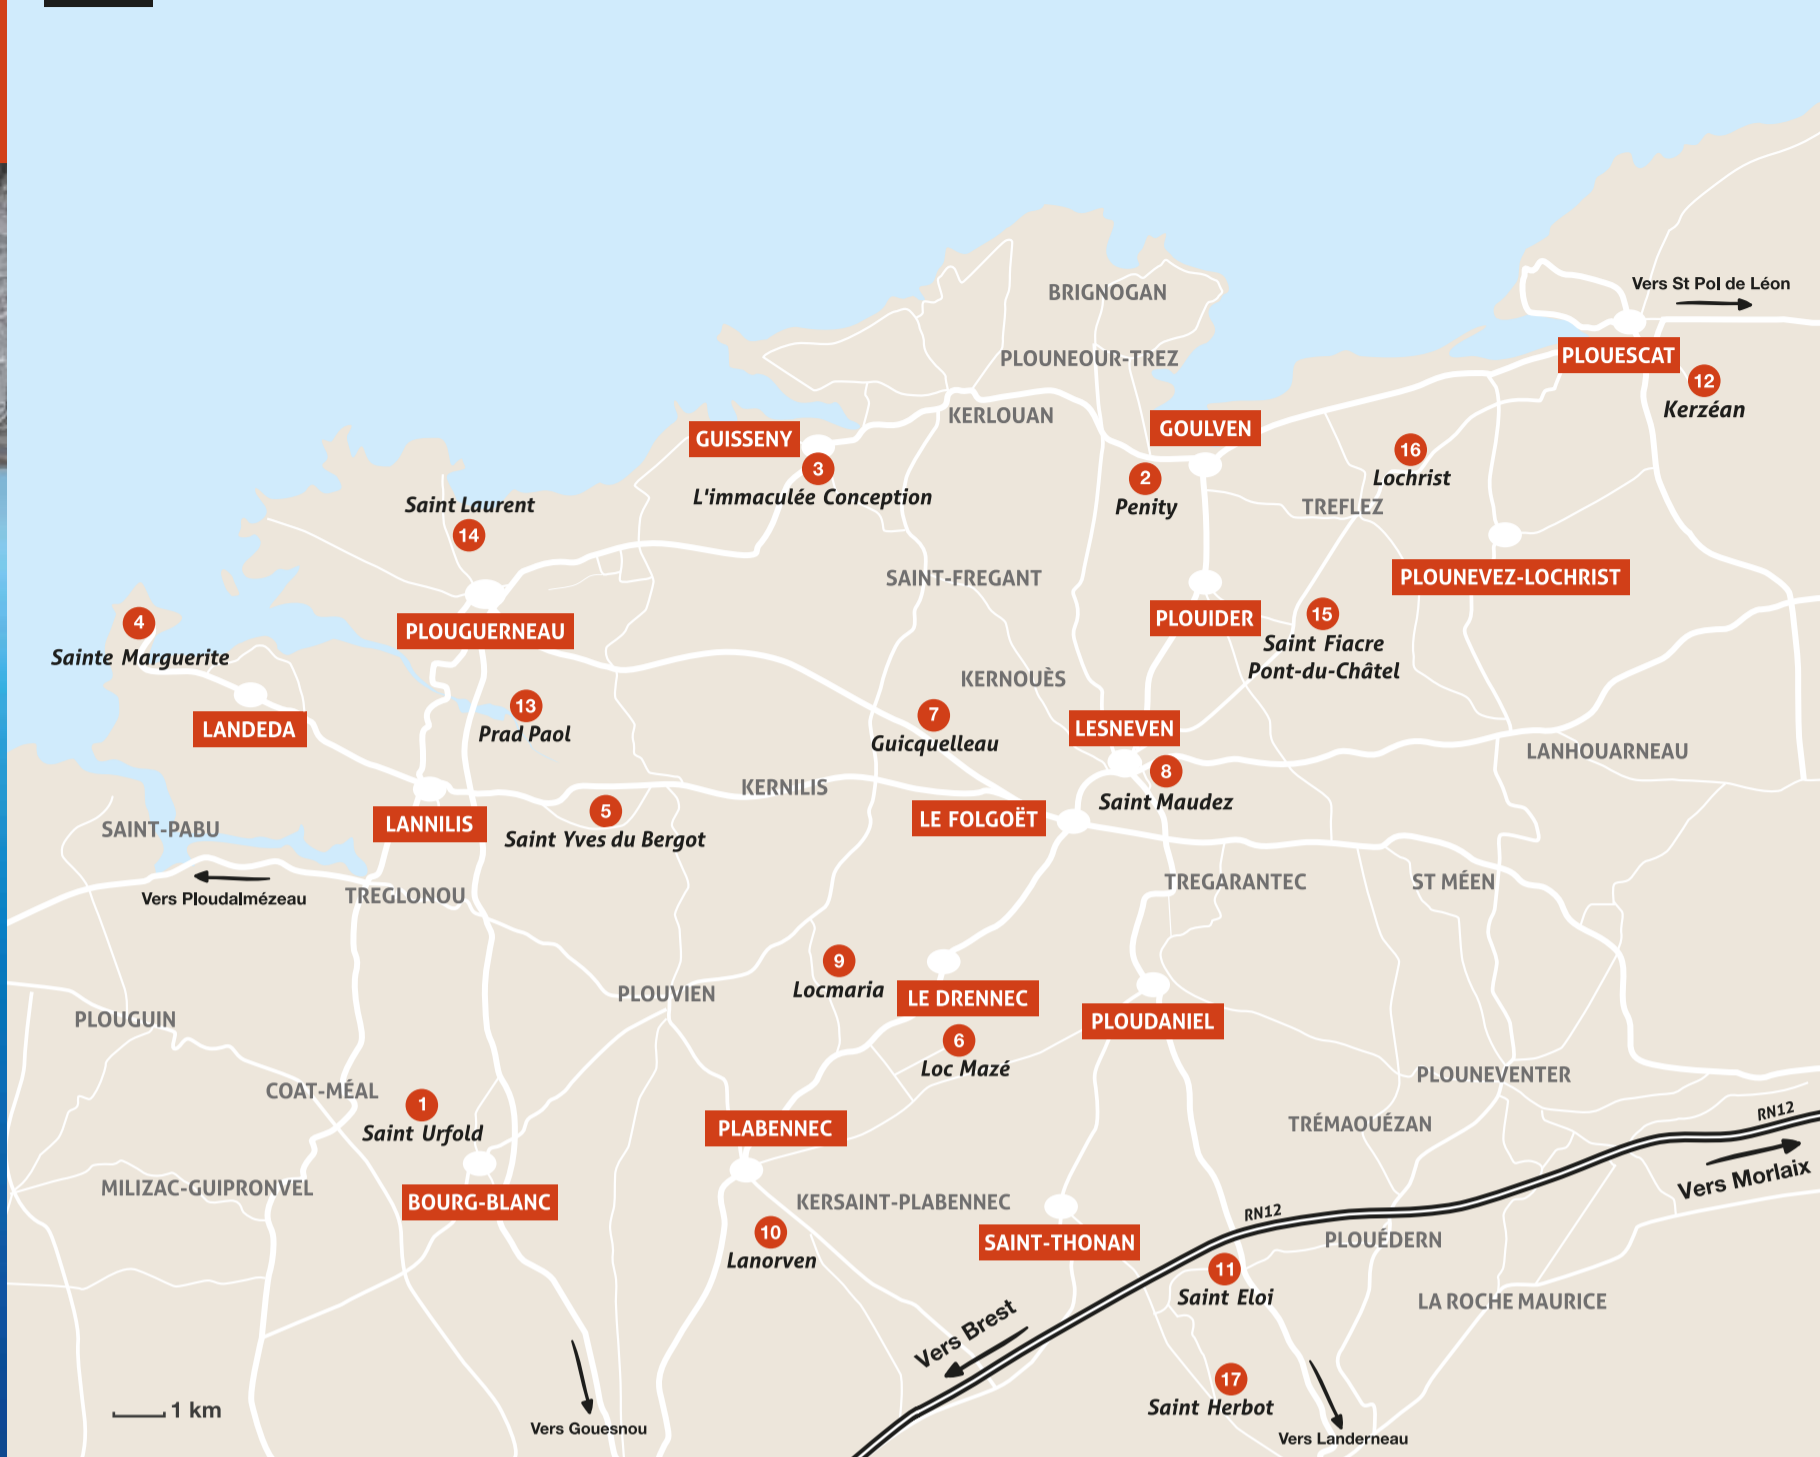 BRIGNOGAN
Vers St Pol de Léon
PLOUNEOUR-TREZ
PLOUESCAT
12
Kerzéan
KERLOUAN
GOULVEN
GUISSENY
16
Lochrist
3
L'immaculée Conception
2
Penity
Saint Laurent
14
TREFLEZ
SAINT-FREGANT
PLOUNEVEZ-LOCHRIST
4
Sainte Marguerite
PLOUGUERNEAU
PLOUIDER
15
Saint Fiacre
Pont-du-Châtel
KERNOUÈS
13
Prad Paol
7
Guicquelleau
LANDEDA
LESNEVEN
LANHOUARNEAU
8
Saint Maudez
KERNILIS
5
Saint Yves du Bergot
LE FOLGOËT
LANNILIS
SAINT-PABU
Vers Ploudalmézeau
TREGLONOU
TREGARANTEC
ST MÉEN
9
Locmaria
PLOUVIEN
LE DRENNEC
PLOUDANIEL
PLOUGUIN
6
Loc Mazé
PLOUNEVENTER
COAT-MÉAL
1
Saint Urfold
PLABENNEC
TRÉMAOUÉZAN
RN12
Vers Morlaix
MILIZAC-GUIPRONVEL
BOURG-BLANC
KERSAINT-PLABENNEC
RN12
10
Lanorven
SAINT-THONAN
PLOUÉDERN
11
Saint Eloi
LA ROCHE MAURICE
Vers Brest
17
Saint Herbot
1 km
Vers Gouesnou
Vers Landerneau